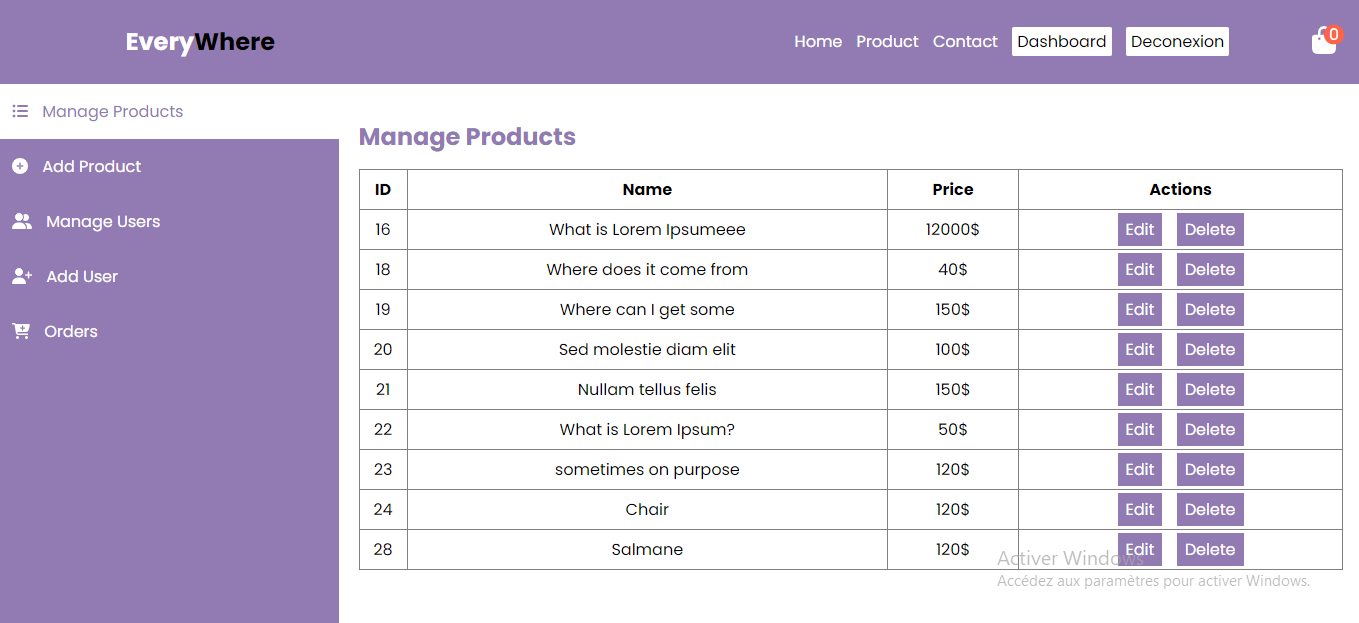 EveryWhere Home Product Contact Dashboard Deconexion 0
Manage Products
Add Product
Manage Users
Add User
Orders
Manage Products
ID Name Price Actions
16 What is Lorem Ipsumeee 12000$ Edit Delete
18 Where does it come from 40$ Edit Delete
19 Where can I get some 150$ Edit Delete
20 Sed molestie diam elit 100$ Edit Delete
21 Nullam tellus felis 150$ Edit Delete
22 What is Lorem Ipsum? 50$ Edit Delete
23 sometimes on purpose 120$ Edit Delete
24 Chair 120$ Edit Delete
28 Salmane 120$ Edit Delete
Activer Windows
Accédez aux paramètres pour activer Windows.